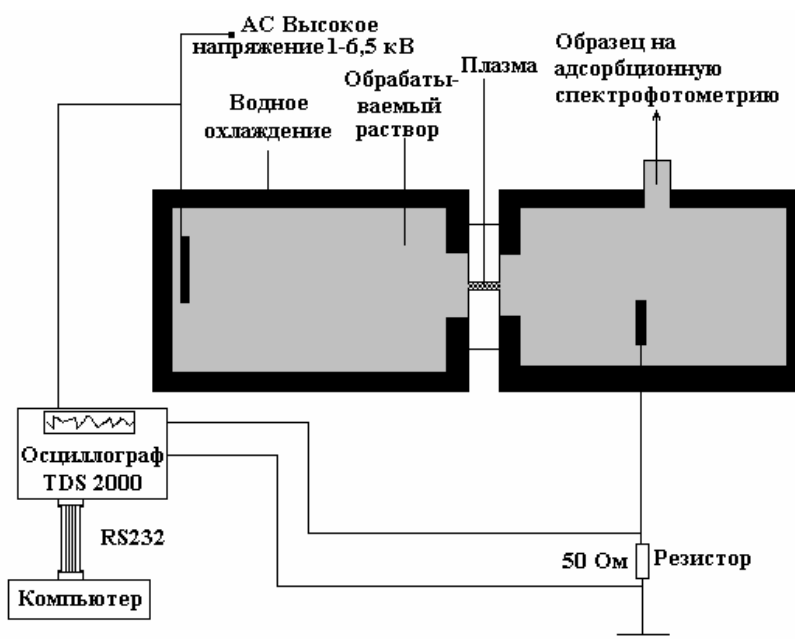 АС Высокое
напряжение 1-6,5 кВ
Водное
охлаждение
Обрабаты-
ваемый
раствор
Плазма
Образец на
адсорбционную
спектрофотометрию
Осциллограф
TDS 2000
RS232
Компьютер
50 Ом
Резистор